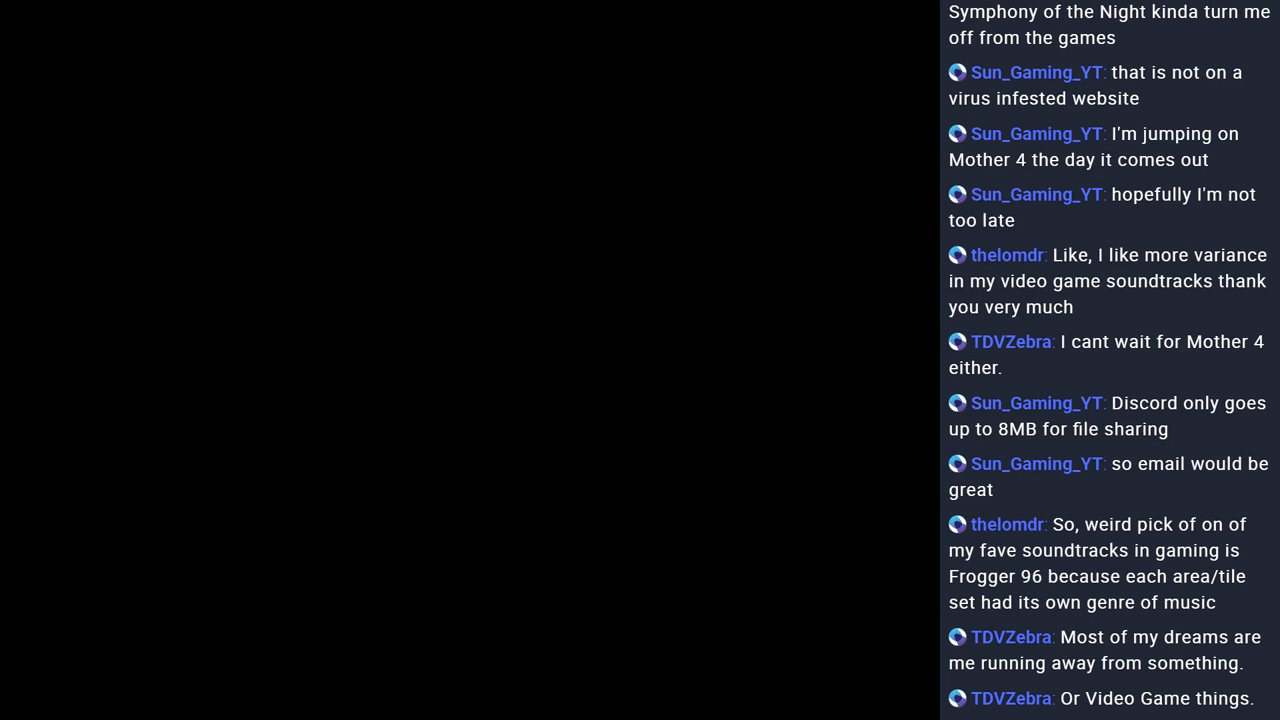 Symphony of the Night kinda turn me
off from the games
Sun_Gaming_YT: that is not on a
virus infested website
Sun_Gaming_YT: I'm jumping on
Mother 4 the day it comes out
Sun_Gaming_YT: hopefully I'm not
too late
thelomdr: Like, I like more variance
in my video game soundtracks thank
you very much
TDVZebra: I cant wait for Mother 4
either.
Sun_Gaming_YT: Discord only goes
up to 8MB for file sharing
Sun_Gaming_YT: so email would be
great
thelomdr: So, weird pick of on of
my fave soundtracks in gaming is
Frogger 96 because each area/tile
set had its own genre of music
TDVZebra: Most of my dreams are
me running away from something.
TDVZebra: Or Video Game things.